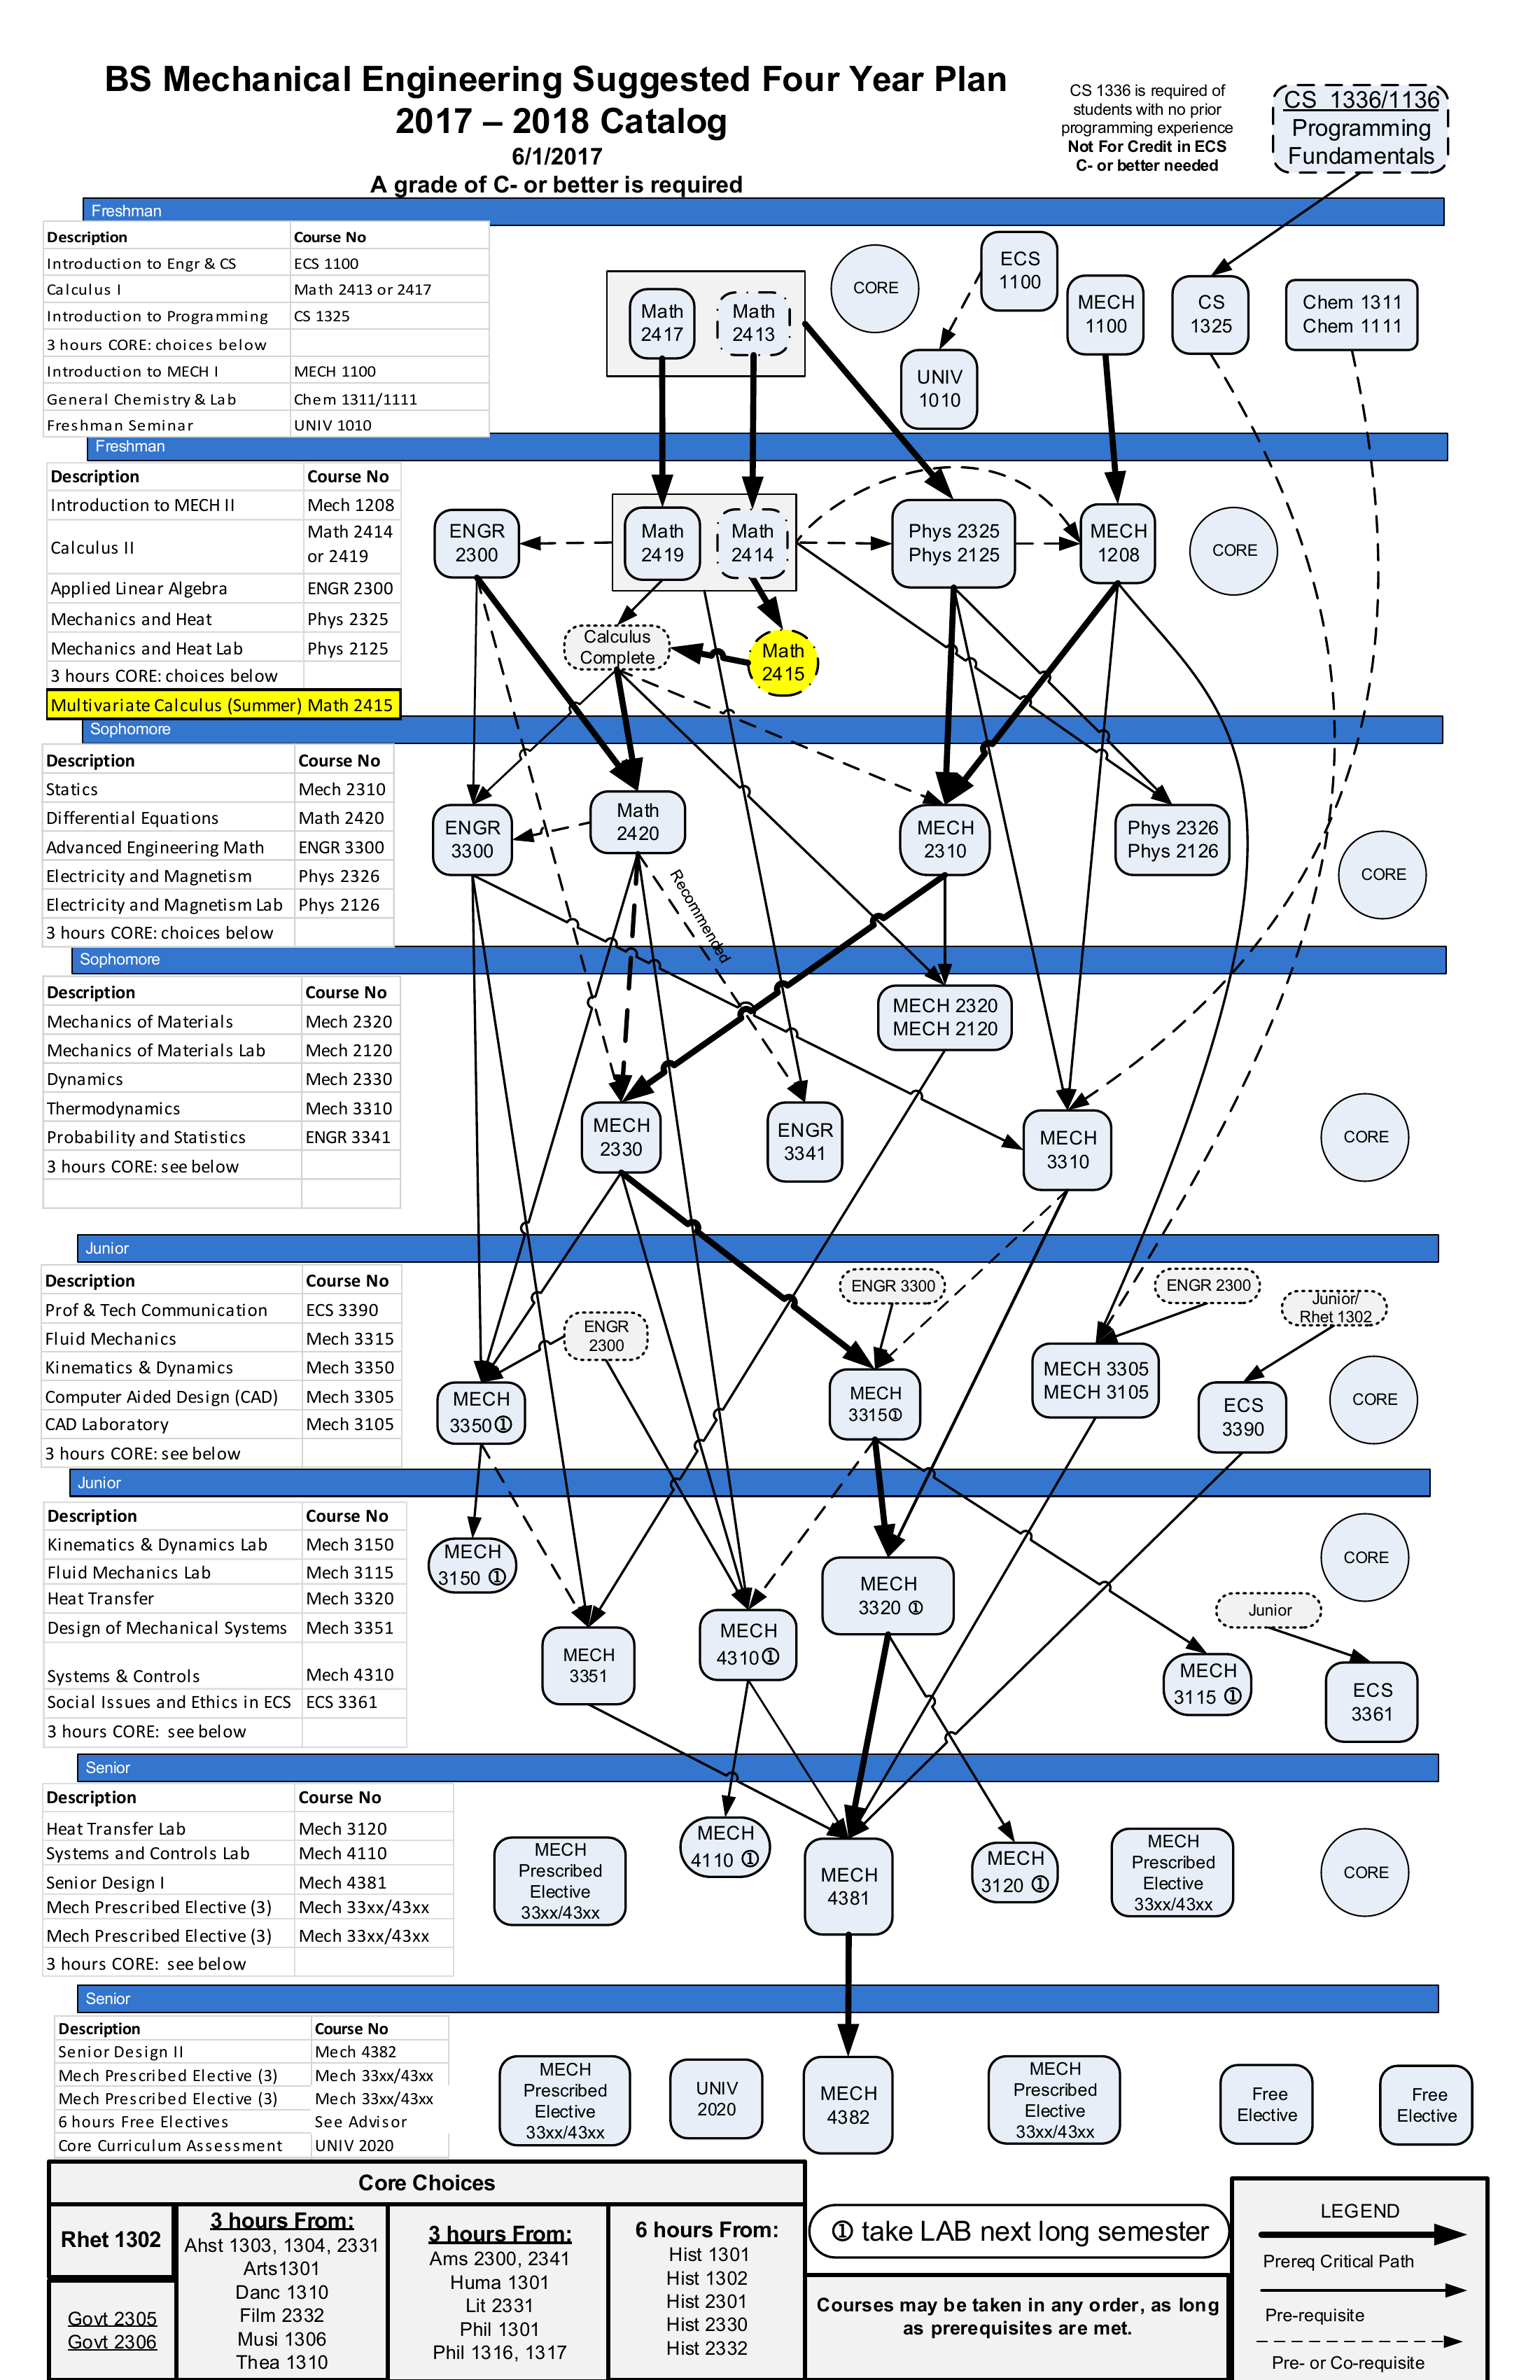 BS Mechanical Engineering Suggested Four Year Plan
2017 – 2018 Catalog
6/1/2017
A grade of C- or better is required
CS 1336 is required of
students with no prior
programming experience
Not For Credit in ECS
C- or better needed
CS 1336/1136
Programming
Fundamentals
Freshman
Description Course No
Introduction to Engr & CS ECS 1100
Calculus I Math 2413 or 2417
Introduction to Programming CS 1325
3 hours CORE: choices below
Introduction to MECH I MECH 1100
General Chemistry & Lab Chem 1311/1111
Freshman Seminar UNIV 1010
Math
2417
Math
2413
CORE
ECS
1100
UNIV
1010
MECH
1100
CS
1325
Chem 1311
Chem 1111
Freshman
Description Course No
Introduction to MECH II Mech 1208
Calculus II Math 2414
or 2419
Applied Linear Algebra ENGR 2300
Mechanics and Heat Phys 2325
Mechanics and Heat Lab Phys 2125
3 hours CORE: choices below
Multivariate Calculus (Summer) Math 2415
ENGR
2300
Math
2419
Math
2414
Phys 2325
Phys 2125
MECH
1208
CORE
Calculus
Complete
Math
2415
Sophomore
Description Course No
Statics Mech 2310
Differential Equations Math 2420
Advanced Engineering Math ENGR 3300
Electricity and Magnetism Phys 2326
Electricity and Magnetism Lab Phys 2126
3 hours CORE: choices below
ENGR
3300
Math
2420
MECH
2310
Phys 2326
Phys 2126
CORE
Recommended
Sophomore
Description Course No
Mechanics of Materials Mech 2320
Mechanics of Materials Lab Mech 2120
Dynamics Mech 2330
Thermodynamics Mech 3310
Probability and Statistics ENGR 3341
3 hours CORE: see below
MECH 2320
MECH 2120
MECH
2330
ENGR
3341
MECH
3310
CORE
Junior
Description Course No
Prof & Tech Communication ECS 3390
Fluid Mechanics Mech 3315
Kinematics & Dynamics Mech 3350
Computer Aided Design (CAD) Mech 3305
CAD Laboratory Mech 3105
3 hours CORE: see below
ENGR
2300
ENGR 3300
ENGR 2300
Junior/
Rhet 1302
MECH
3350①
MECH
3315①
MECH 3305
MECH 3105
ECS
3390
CORE
Junior
Description Course No
Kinematics & Dynamics Lab Mech 3150
Fluid Mechanics Lab Mech 3115
Heat Transfer Mech 3320
Design of Mechanical Systems Mech 3351
Systems & Controls Mech 4310
Social Issues and Ethics in ECS ECS 3361
3 hours CORE: see below
MECH
3150 ①
MECH
3351
MECH
4310①
MECH
3320 ①
MECH
3115 ①
Junior
ECS
3361
CORE
Senior
Description Course No
Heat Transfer Lab Mech 3120
Systems and Controls Lab Mech 4110
Senior Design I Mech 4381
Mech Prescribed Elective (3) Mech 33xx/43xx
Mech Prescribed Elective (3) Mech 33xx/43xx
3 hours CORE: see below
MECH
Prescribed
Elective
33xx/43xx
MECH
4110 ①
MECH
4381
MECH
3120 ①
MECH
Prescribed
Elective
33xx/43xx
CORE
Senior
Description Course No
Senior Design II Mech 4382
Mech Prescribed Elective (3) Mech 33xx/43xx
Mech Prescribed Elective (3) Mech 33xx/43xx
6 hours Free Electives See Advisor
Core Curriculum Assessment UNIV 2020
MECH
Prescribed
Elective
33xx/43xx
UNIV
2020
MECH
4382
MECH
Prescribed
Elective
33xx/43xx
Free
Elective
Free
Elective
Core Choices
Rhet 1302
Govt 2305
Govt 2306
3 hours From:
Ahst 1303, 1304, 2331
Arts1301
Danc 1310
Film 2332
Musi 1306
Thea 1310
3 hours From:
Ams 2300, 2341
Huma 1301
Lit 2331
Phil 1301
Phil 1316, 1317
6 hours From:
Hist 1301
Hist 1302
Hist 2301
Hist 2330
Hist 2332
① take LAB next long semester
Courses may be taken in any order, as long
as prerequisites are met.
LEGEND
Prereq Critical Path
Pre-requisite
Pre- or Co-requisite